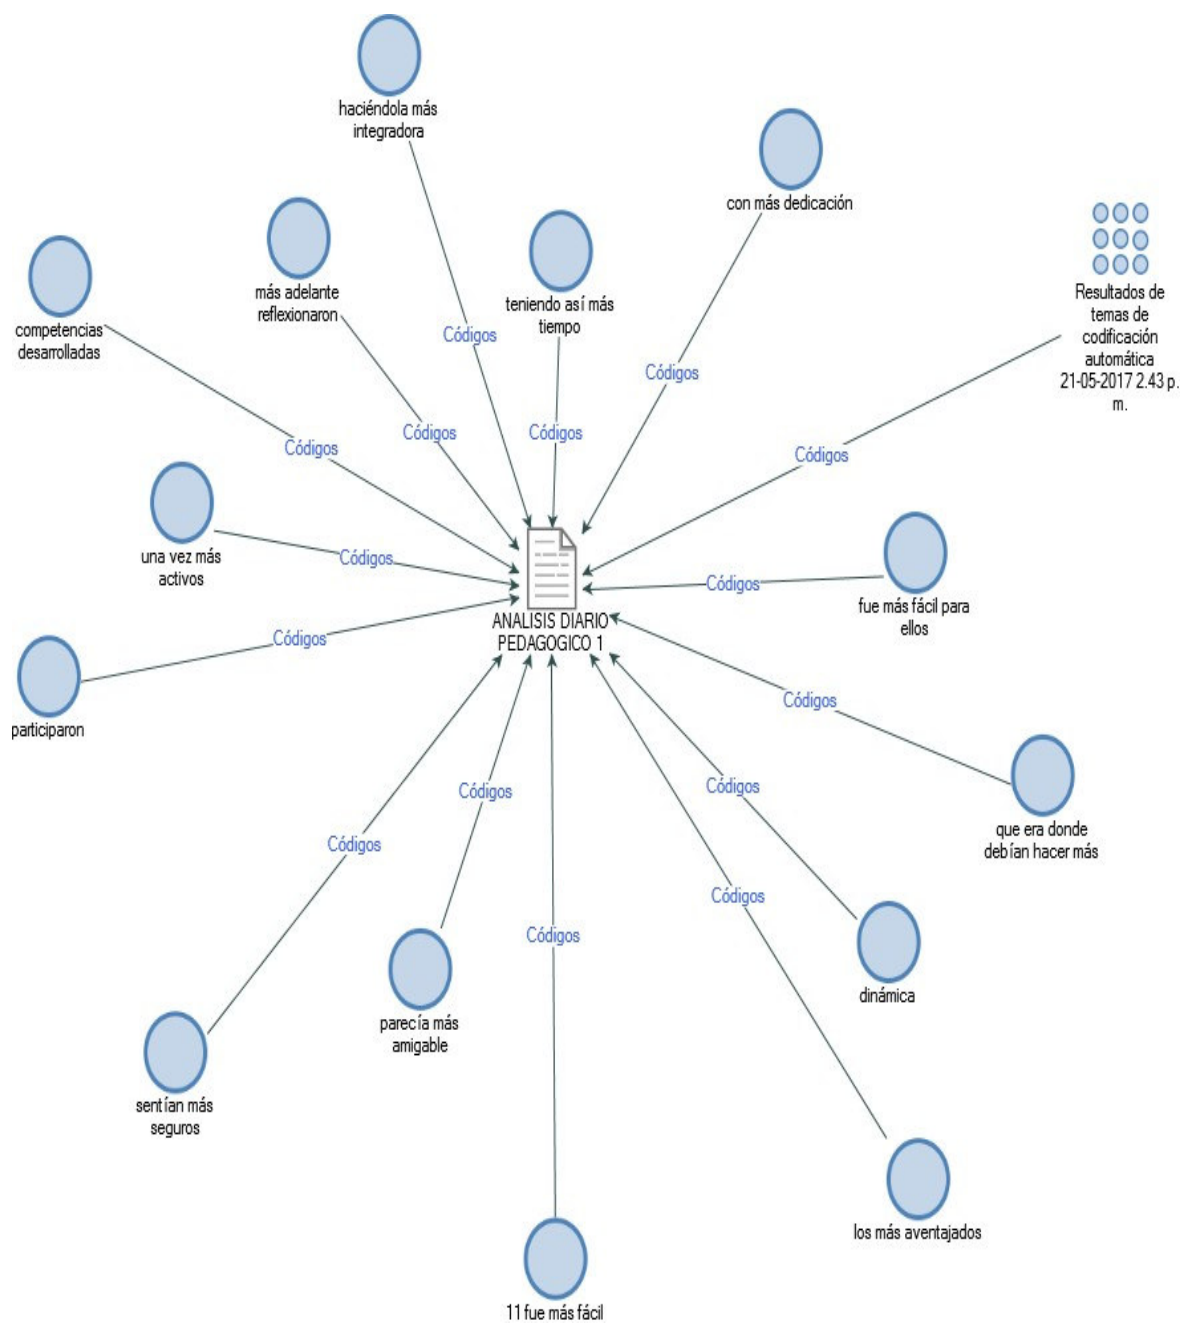 haciéndola más
integradora
con más dedicación
más adelante
reflexionaron
teniendo así más
tiempo
competencias
desarrolladas
Resultados de
temas de
codificación
automática
21-05-2017 2.43 p.
m.
Códigos
Códigos
Códigos
Códigos
Códigos
Códigos
una vez más
activos
Códigos
Códigos
fue más fácil para
ellos
ANALISIS DIARIO
PEDAGOGICO 1
Códigos
participaron
Códigos
que era donde
debían hacer más
Códigos
Códigos
Códigos
Códigos
Códigos
dinámica
parecía más
amigable
sentían más
seguros
los más aventajados
11 fue más fácil